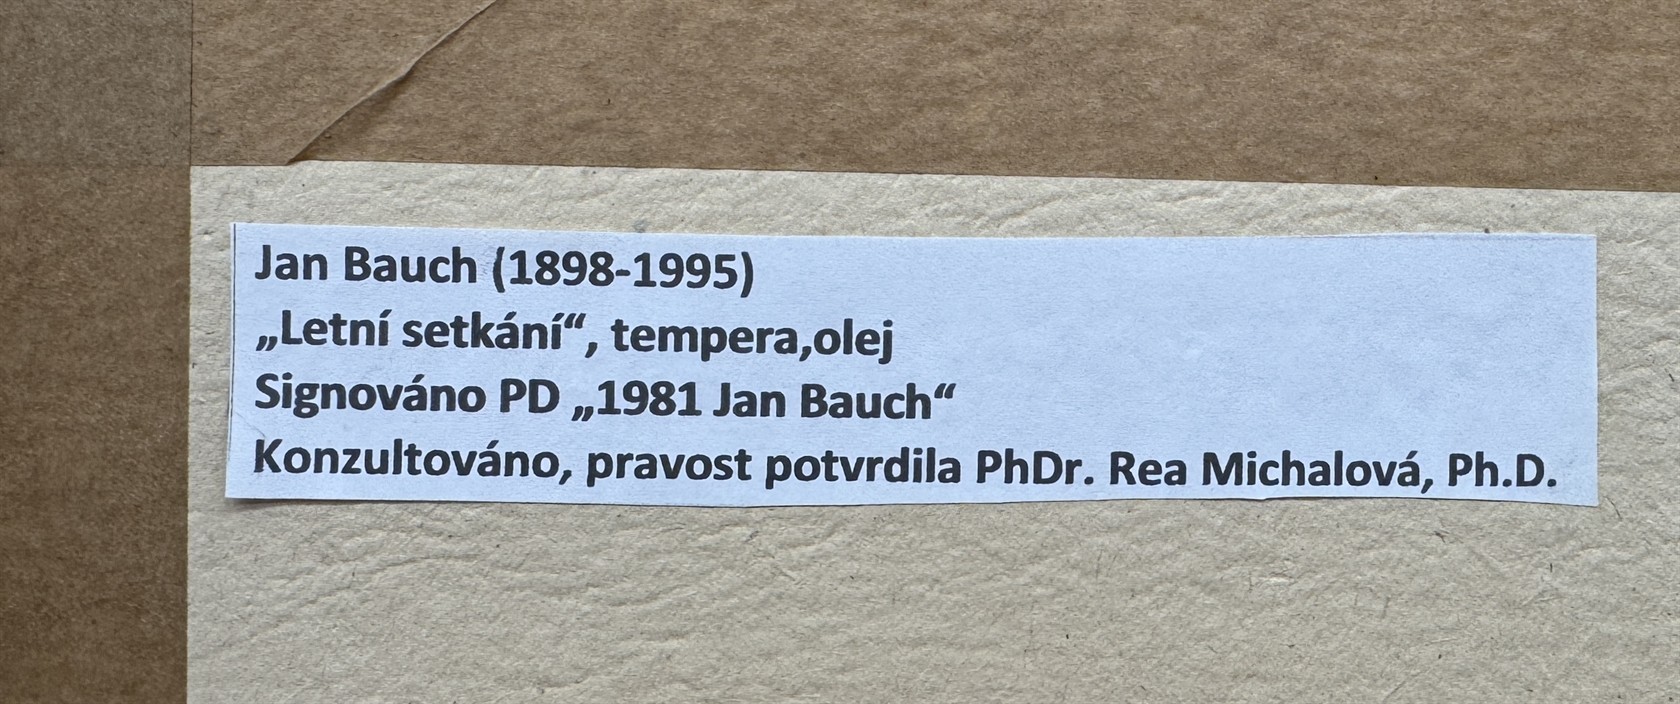 Jan Bauch (1898-1995)
„Letní setkání“, tempera,olej
Signováno PD „1981 Jan Bauch“
Konzultováno, pravost potvrdila PhDr. Rea Michalová, Ph.D.